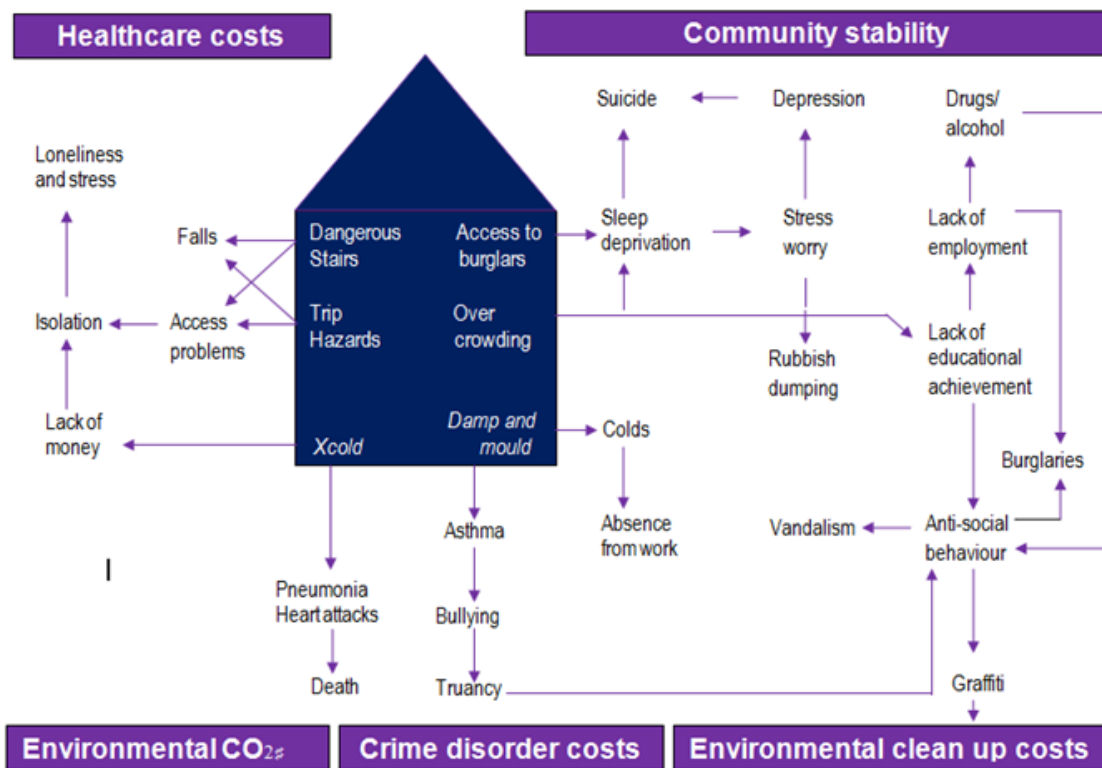 Healthcare costs
Community stability
Suicide
Depression
Drugs/
alcohol
Loneliness
and stress
Falls
Dangerous
Stairs
Access to
burglars
Sleep
deprivation
Stress
worry
Lack of
employment
Isolation
Access
problems
Trip
Hazards
Over
crowding
Rubbish
dumping
Lack of
educational
achievement
Lack of
money
Xcold
Damp and
mould
Colds
Burglaries
Asthma
Absence
from work
Vandalism
Anti-social
behaviour
Pneumonia
Heart attacks
Bullying
Death
Truancy
Graffiti
Environmental CO2s
Crime disorder costs
Environmental clean up costs